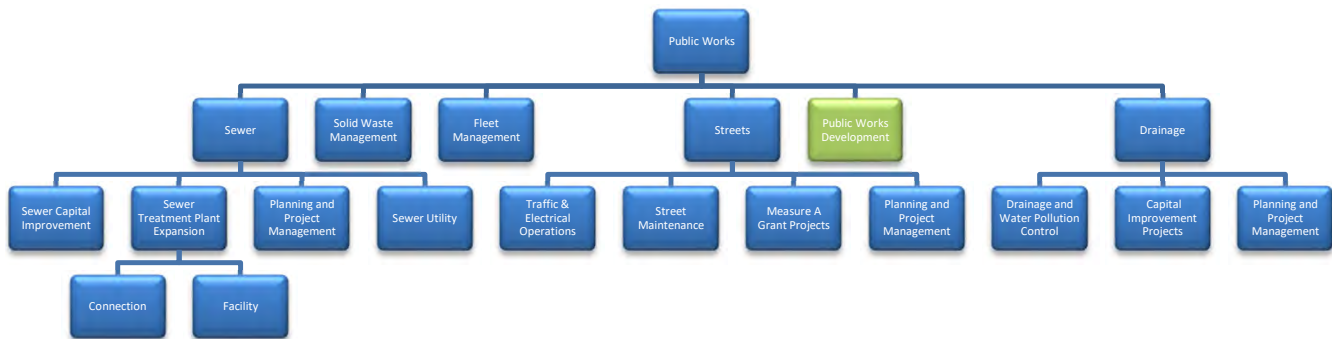 Public Works
Sewer
Solid Waste
Management
Fleet
Management
Streets
Public Works
Development
Drainage
Sewer Capital
Improvement
Sewer
Treatment Plant
Expansion
Planning and
Project
Management
Sewer Utility
Traffic &
Electrical
Operations
Street
Maintenance
Measure A
Grant Projects
Planning and
Project
Management
Drainage and
Water Pollution
Control
Capital
Improvement
Projects
Planning and
Project
Management
Connection
Facility